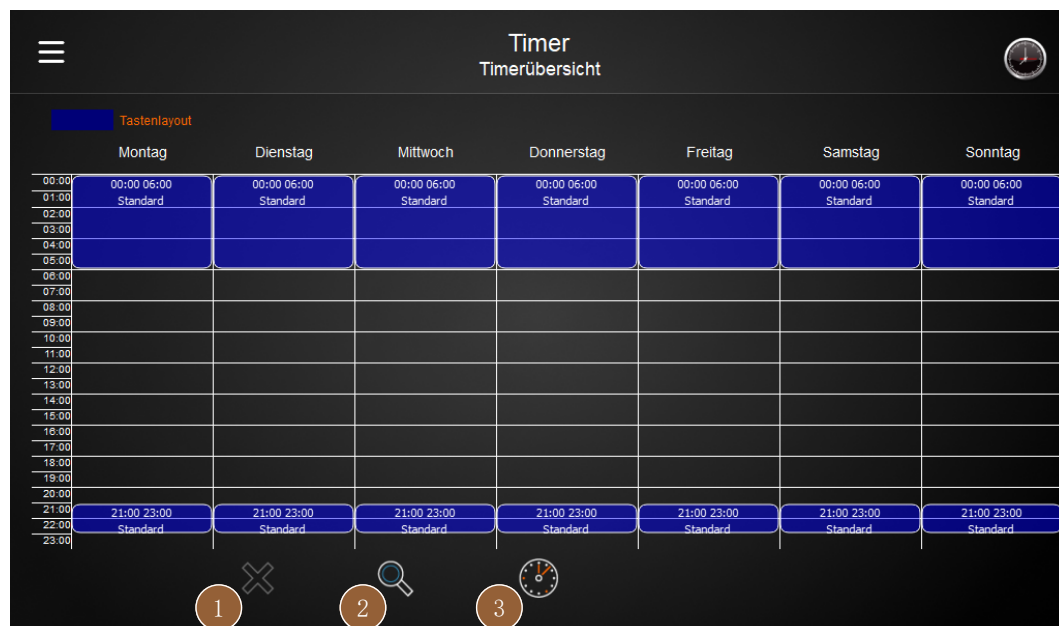 Timer
Timerübersicht
Tastenlayout
Montag Dienstag Mittwoch Donnerstag Freitag Samstag Sonntag
00:00
00:00 06:00 00:00 06:00 00:00 06:00 00:00 06:00 00:00 06:00 00:00 06:00 00:00 06:00
01:00
Standard Standard Standard Standard Standard Standard Standard
02:00
03:00
04:00
05:00
06:00
07:00
08:00
09:00
10:00
11:00
12:00
13:00
14:00
15:00
16:00
17:00
18:00
19:00
20:00
21:00
21:00 23:00 21:00 23:00 21:00 23:00 21:00 23:00 21:00 23:00 21:00 23:00 21:00 23:00
22:00
Standard Standard Standard Standard Standard Standard Standard
23:00
1 2 3